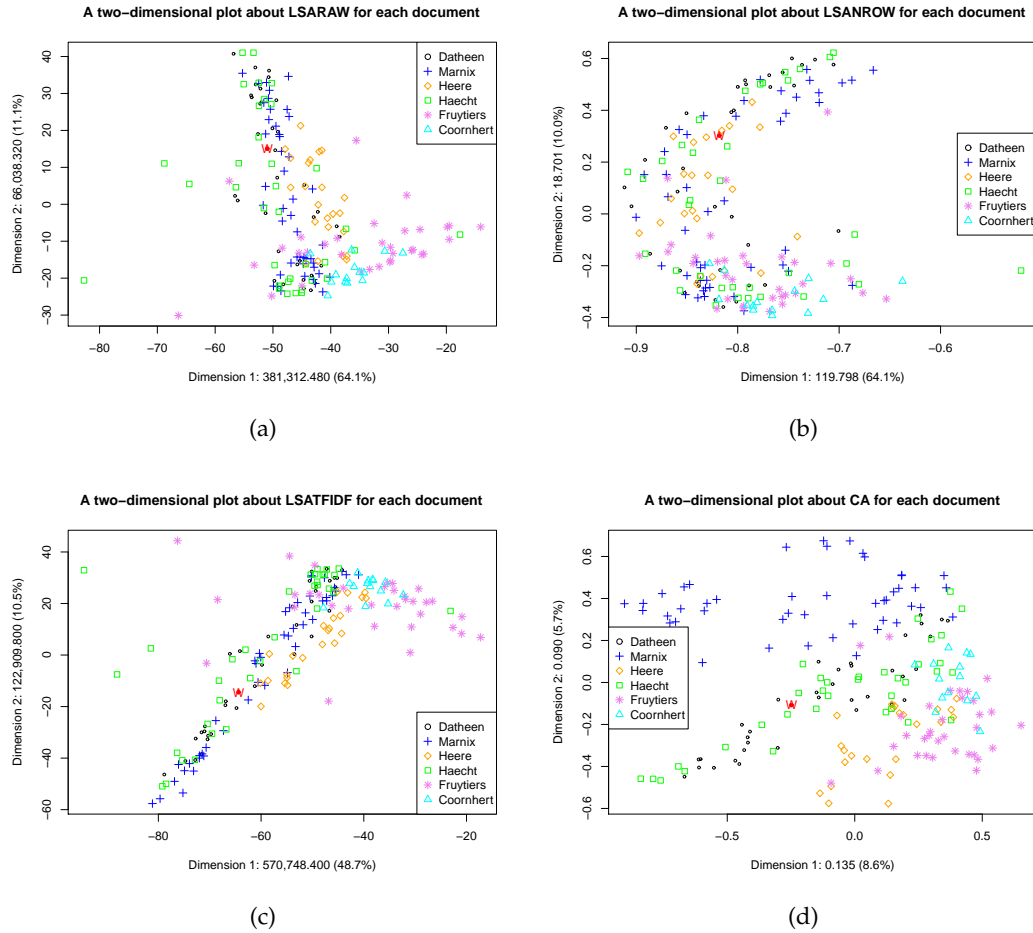 A two−dimensional plot about LSARAW for each document
Dimension 2: 666,038.320 (11.1%)
40
30
20
10
0
−10
−20
−30
W
Datheen
Marnix
Heere
Haecht
Fruytiers
Coornhert
−80
−70
−60
−50
−40
−30
−20
Dimension 1: 381,312.480 (64.1%)
(a)
A two−dimensional plot about LSANROW for each document
Dimension 2: 18.701 (10.0%)
0.6
0.4
0.2
0.0
−0.2
−0.4
W
Datheen
Marnix
Heere
Haecht
Fruytiers
Coornhert
−0.9
−0.8
−0.7
−0.6
Dimension 1: 119.798 (64.1%)
(b)
A two−dimensional plot about LSATFIDF for each document
Dimension 2: 122,909.800 (10.5%)
40
20
0
−20
−40
−60
W
Datheen
Marnix
Heere
Haecht
Fruytiers
Coornhert
−80
−60
−40
−20
Dimension 1: 570,748.400 (48.7%)
(c)
A two−dimensional plot about CA for each document
Dimension 2: 0.090 (5.7%)
0.6
0.4
0.2
0.0
−0.2
−0.4
−0.6
W
Datheen
Marnix
Heere
Haecht
Fruytiers
Coornhert
−0.5
0.0
0.5
Dimension 1: 0.135 (8.6%)
(d)